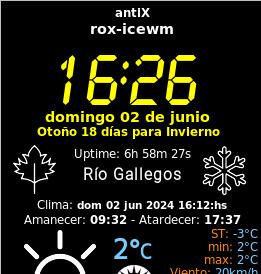 antiX
rox-icewm
16:26
domingo 02 de junio
Otoño 18 días para Invierno
Uptime: 6h 58m 27s
Río Gallegos
Clima: dom 02 jun 2024 16:12:hs
Amanecer: 09:32 - Atardecer: 17:37
2°C
ST: -3°C
min: 2°C
max: 2°C
Viento: 20km/h